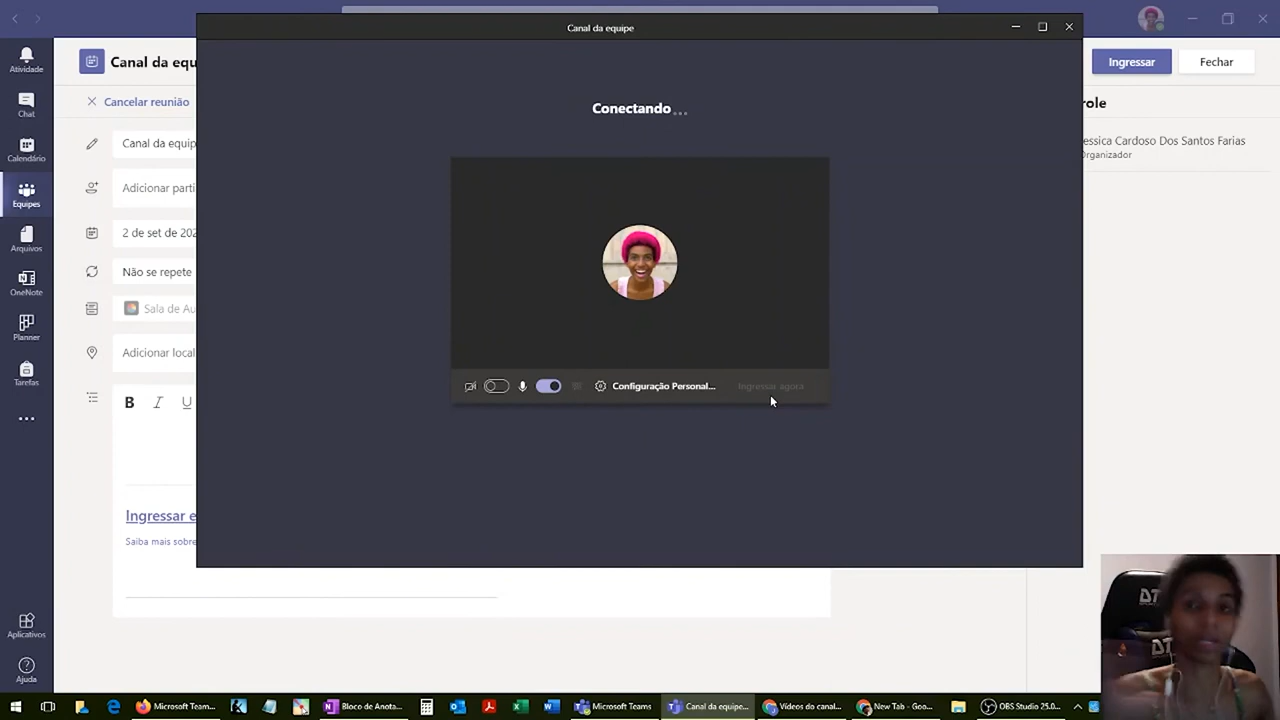 Canal da equipe
Atividade
Chat
Calendário
Equipes
Arquivos
OneNote
Planner
Tarefas
Aplicativos
Ajuda
Canal da equ
Ingressar
Fechar
Cancelar reunião
Canal da equip
Adicionar parti
2 de set de 202
Não se repete
Sala de Au
Adicionar local
B I U
Ingressar e
Saiba mais sobre
Conectando...
Configuração Personal...
Ingressar agora
role
essica Cardoso Dos Santos Farias
Organizador
DT
Microsoft Team...
Bloco de Anota...
Microsoft Teams
Canal da equipe...
Vídeos do canal...
New Tab - Goo...
OBS Studio 25.0...